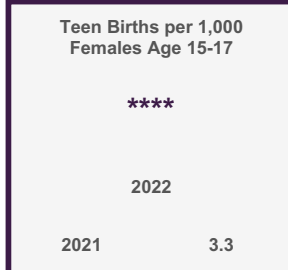 Teen Births per 1,000
Females Age 15-17
****
2022
2021 3.3